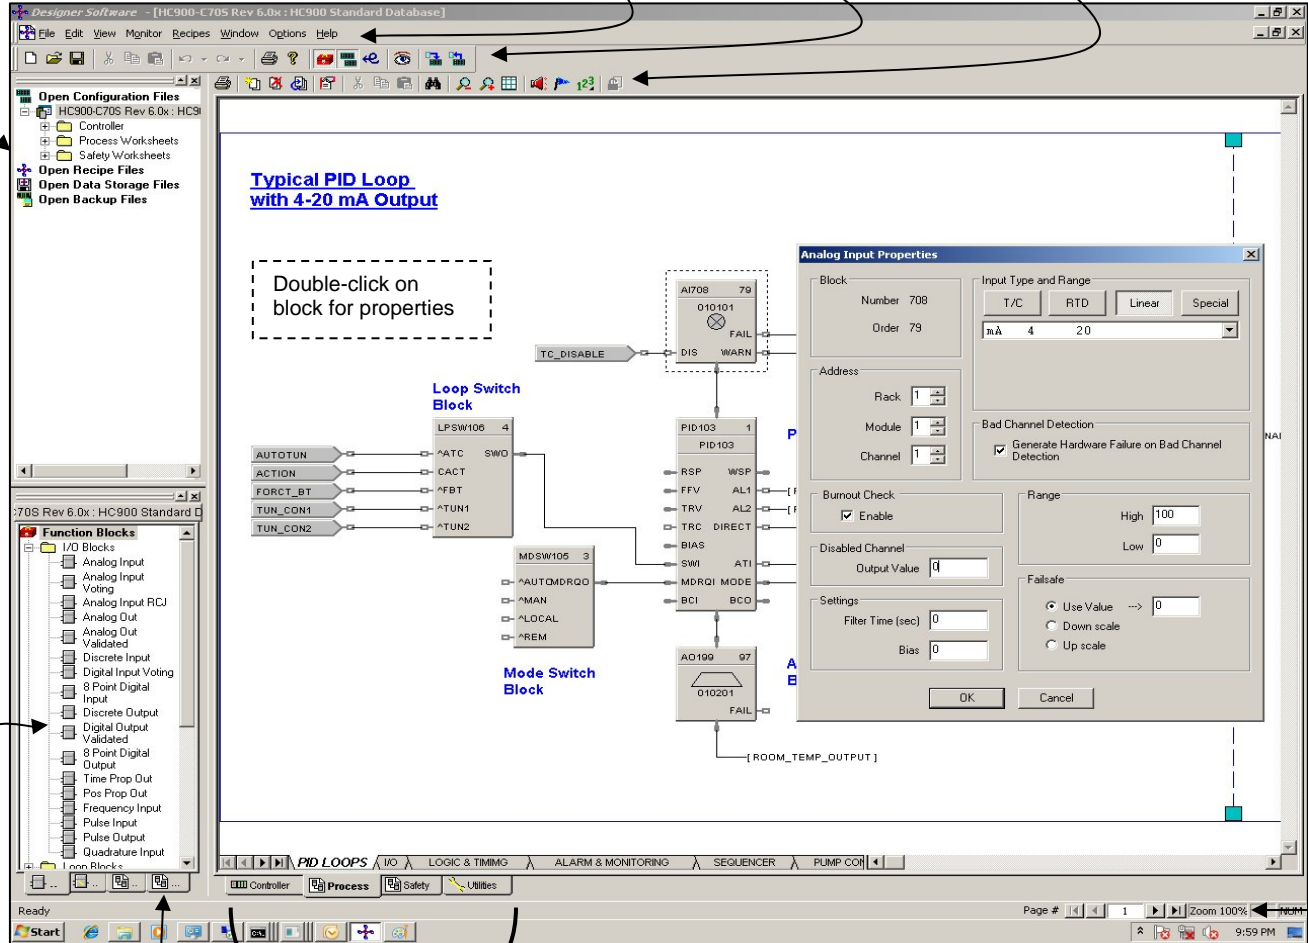 Designer Software - [HC900-C70S Rev 6.0x : HC900 Standard Database]
File Edit View Monitor Recipes Window Options Help
Open Configuration Files
HC900-C70S Rev 6.0x : HC9
Controller
Process Worksheets
Safety Worksheets
Open Recipe Files
Open Data Storage Files
Open Backup Files
:70S Rev 6.0x : HC900 Standard D
Function Blocks
I/O Blocks
Analog Input
Analog Input
Voting
Analog Input RCJ
Analog Out
Analog Out
Validated
Discrete Input
Digital Input Voting
8 Point Digital
Input
Discrete Output
Digital Output
Validated
8 Point Digital
Output
Time Prop Out
Pos Prop Out
Frequency Input
Pulse Input
Pulse Output
Quadrature Input
Loop Blocks
Typical PID Loop
with 4-20 mA Output
Double-click on
block for properties
AI708 79
010101
FAIL
DIS WARN
TC_DISABLE
Loop Switch
Block
LPSW106 4
^ATC SWO
CACT
^FBT
^TUN1
^TUN2
AUTOTUN
ACTION
FORCT_BT
TUN_CON1
TUN_CON2
MDSW105 3
^AUTOMDRQO
^MAN
^LOCAL
^REM
Mode Switch
Block
PID103 1
PID103
RSP WSP
FFV AL1
TRV AL2
TRC DIRECT
BIAS
SWI ATI
MDRQI MODE
BCI BCO
AO199 97
010201
FAIL
[ROOM_TEMP_OUTPUT]
P
A
B
NA
Analog Input Properties
Block
Number 708
Order 79
Address
Rack 1
Module 1
Channel 1
Burnout Check
Enable
Disabled Channel
Output Value 0
Settings
Filter Time (sec) 0
Bias 0
Input Type and Range
T/C RTD Linear Special
mA 4 20
Bad Channel Detection
Generate Hardware Failure on Bad Channel
Detection
Range
High 100
Low 0
Failsafe
Use Value --> 0
Down scale
Up scale
OK Cancel
PID LOOPS I/O LOGIC & TIMIMG ALARM & MONITORING SEQUENCER PUMP CON
Controller Process Safety Utilities
Ready
Page # 1 Zoom 100% NUM
Start
9:59 PM